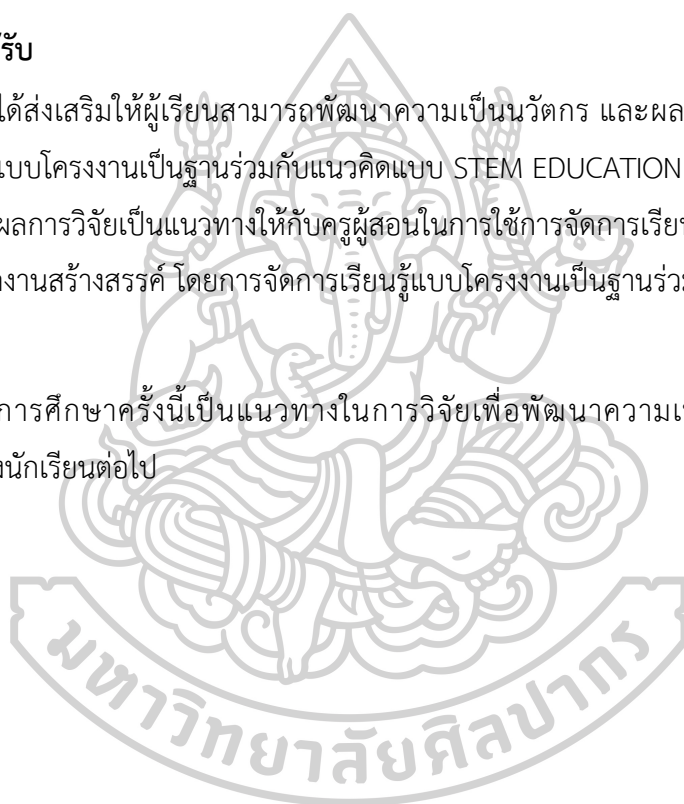 รับ
ได้ส่งเสริมให้ผู้เรียนสามารถพัฒนาความเป็นนวัตกร และผล
แบบโครงงานเป็นฐานร่วมกับแนวคิดแบบ STEM EDUCATION
ผลการวิจัยเป็นแนวทางให้กับครูผู้สอนในการใช้การจัดการเรียน
งานสร้างสรรค์ โดยการจัดการเรียนรู้แบบโครงงานเป็นฐานร่วม
การศึกษาครั้งนี้เป็นแนวทางในการวิจัยเพื่อพัฒนาความเ
นักเรียนต่อไป
มหาวิทยาลัยศิลปากร